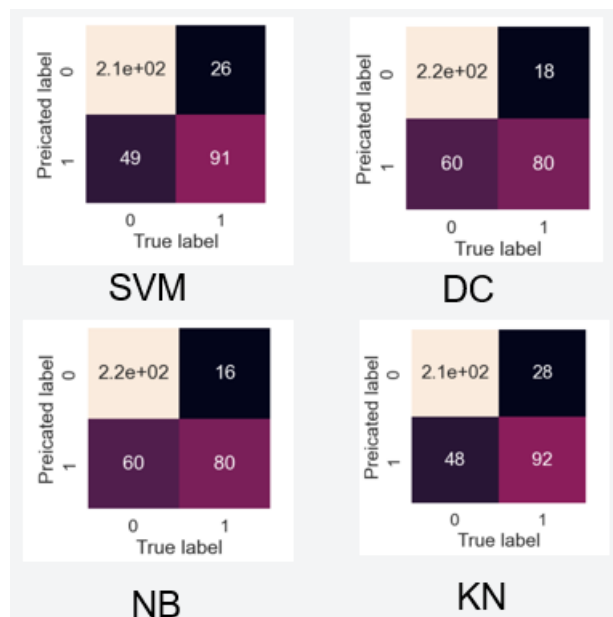 Preicated label
0
1
2.1e+02 26
49 91
0 1
True label
SVM
Preicated label
0
1
2.2e+02 18
60 80
0 1
True label
DC
Preicated label
0
1
2.2e+02 16
60 80
0 1
True label
NB
Preicated label
0
1
2.1e+02 28
48 92
0 1
True label
KN